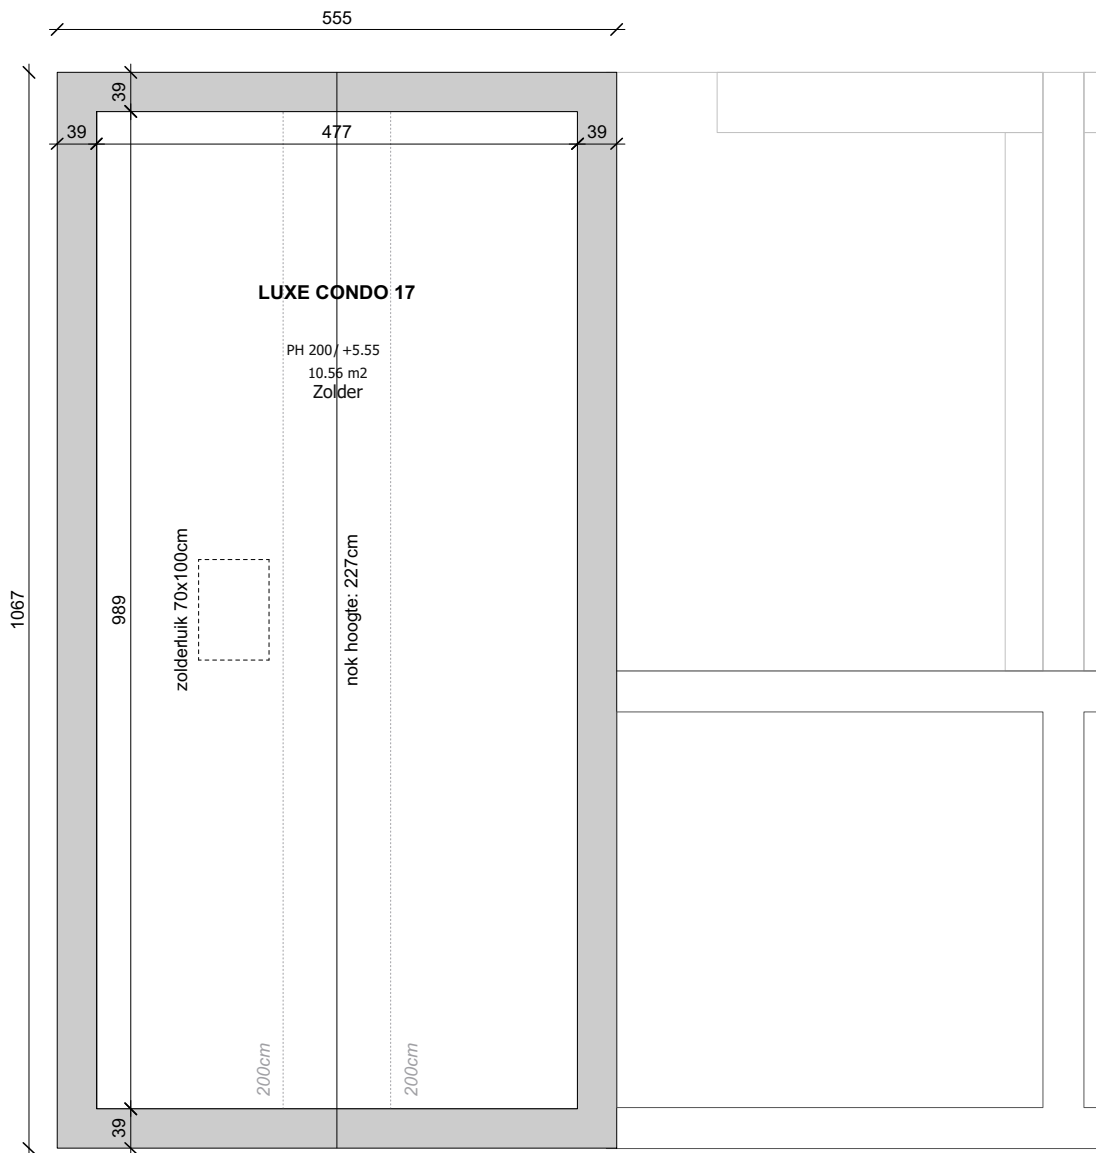 555
39
39
477
39
LUXE CONDO 17
PH 200/ +5.55
10.56 m2
Zolder
zolderluik 70x100cm
nok hoogte: 227cm
1067
989
200cm
200cm
39